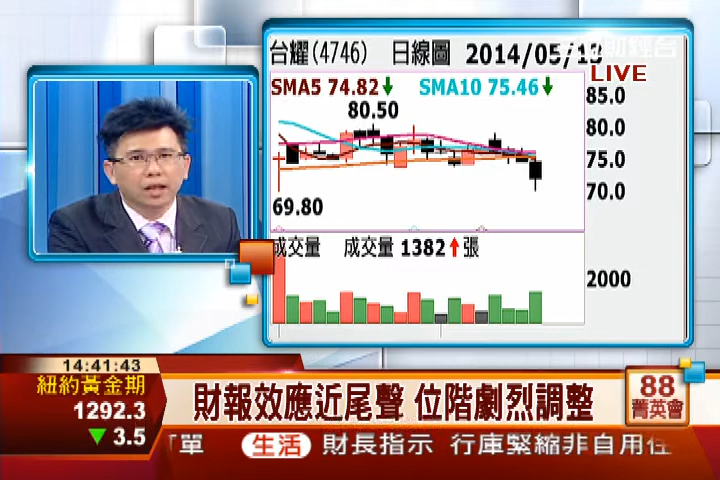 台耀(4746) 日線圖 2014/05/13
LIVE
SMA5 74.82↓ SMA10 75.46↓
80.50
85.0
80.0
75.0
70.0
69.80
成交量 成交量 1382↑張
2000
14:41:43
紐約黃金期
1292.3
▼3.5
財報效應近尾聲 位階劇烈調整
88
菁英會
單 生活 財長指示 行庫緊縮非自用住